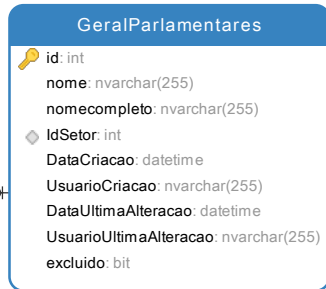 GeralParlamentares
id: int
nome: nvarchar(255)
nomecompleto: nvarchar(255)
IdSetor: int
DataCriacao: datetime
UsuarioCriacao: nvarchar(255)
DataUltimaAlteracao: datetime
UsuarioUltimaAlteracao: nvarchar(255)
excluido: bit